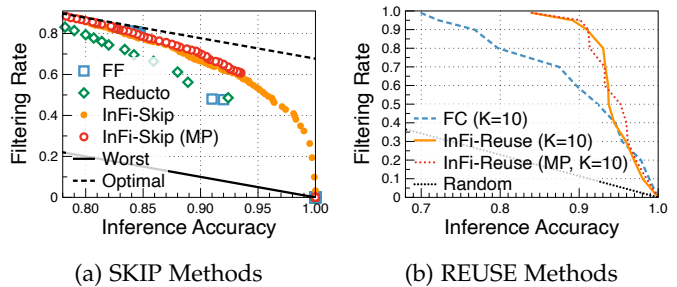 Filtering Rate
0.8
0.6
0.4
0.2
0
FF
Reducto
InFi-Skip
InFi-Skip (MP)
Worst
Optimal
0.80
0.85
0.90
0.95
1.00
Inference Accuracy
(a) SKIP Methods
Filtering Rate
1.0
0.9
0.8
0.7
0.6
0.5
0.4
0.3
0.2
0.1
0
FC (K=10)
InFi-Reuse (K=10)
InFi-Reuse (MP, K=10)
Random
0.7
0.8
0.9
1.0
Inference Accuracy
(b) REUSE Methods